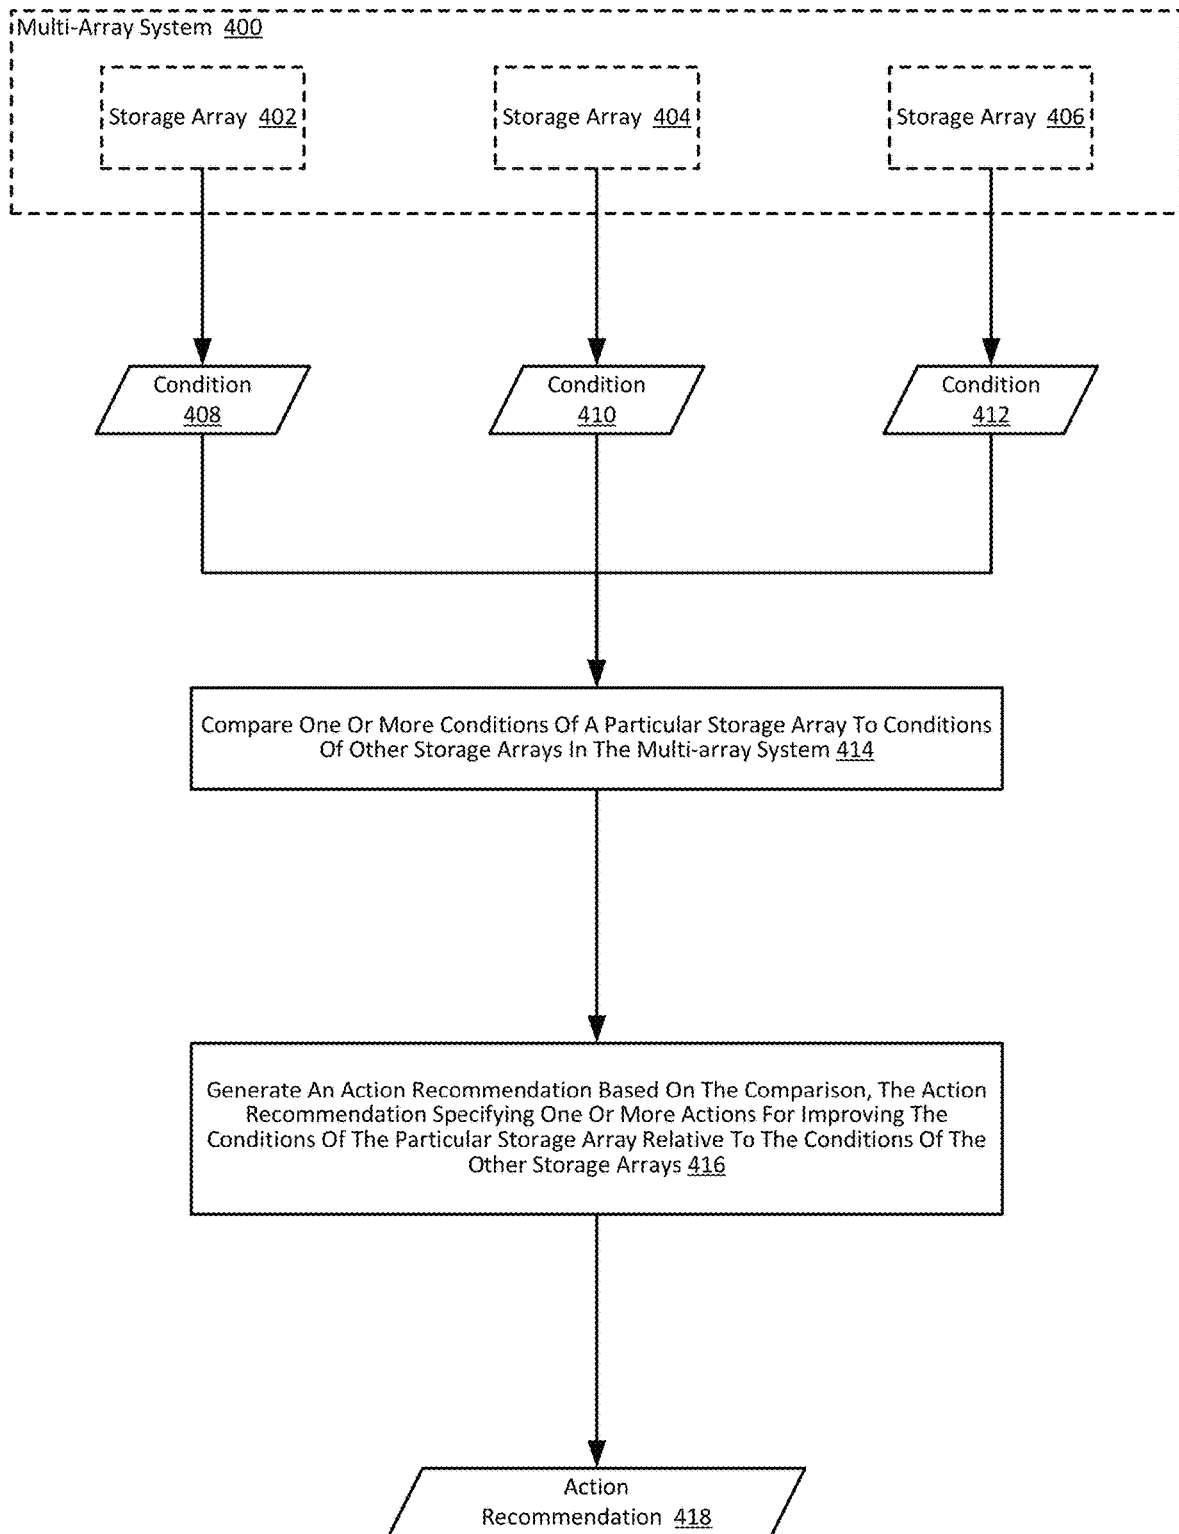 Multi-Array System 400
Storage Array 402
Storage Array 404
Storage Array 406
Condition
408
Condition
410
Condition
412
Compare One Or More Conditions Of A Particular Storage Array To Conditions
Of Other Storage Arrays In The Multi-array System 414
Generate An Action Recommendation Based On The Comparison, The Action
Recommendation Specifying One Or More Actions For Improving The
Conditions Of The Particular Storage Array Relative To The Conditions Of The
Other Storage Arrays 416
Action
Recommendation 418